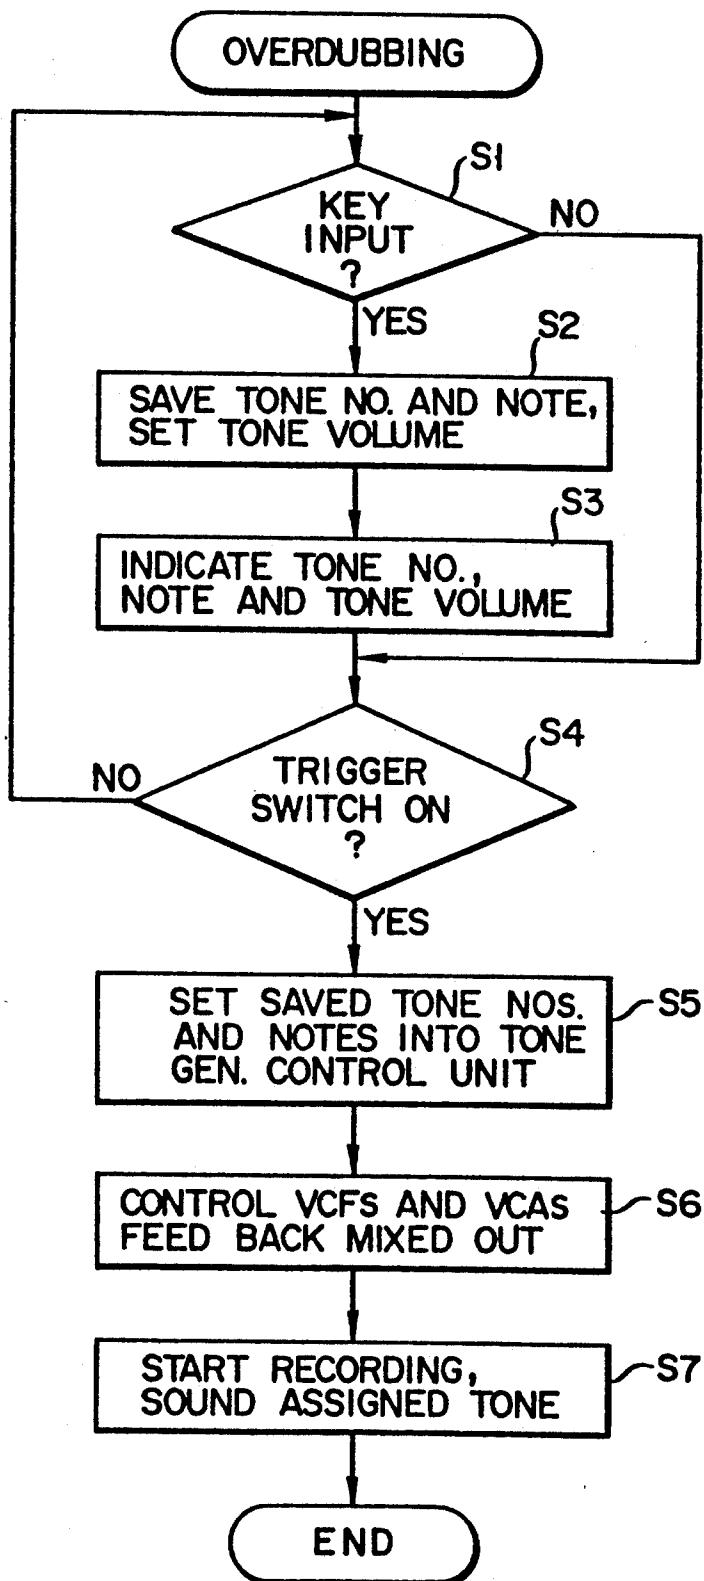 OVERDUBBING
S1
KEY
INPUT
?
NO
YES
S2
SAVE TONE NO. AND NOTE,
SET TONE VOLUME
S3
INDICATE TONE NO.,
NOTE AND TONE VOLUME
S4
TRIGGER
SWITCH ON
?
NO
YES
S5
SET SAVED TONE NOS.
AND NOTES INTO TONE
GEN. CONTROL UNIT
S6
CONTROL VCFs AND VCAs
FEED BACK MIXED OUT
S7
START RECORDING,
SOUND ASSIGNED TONE
END